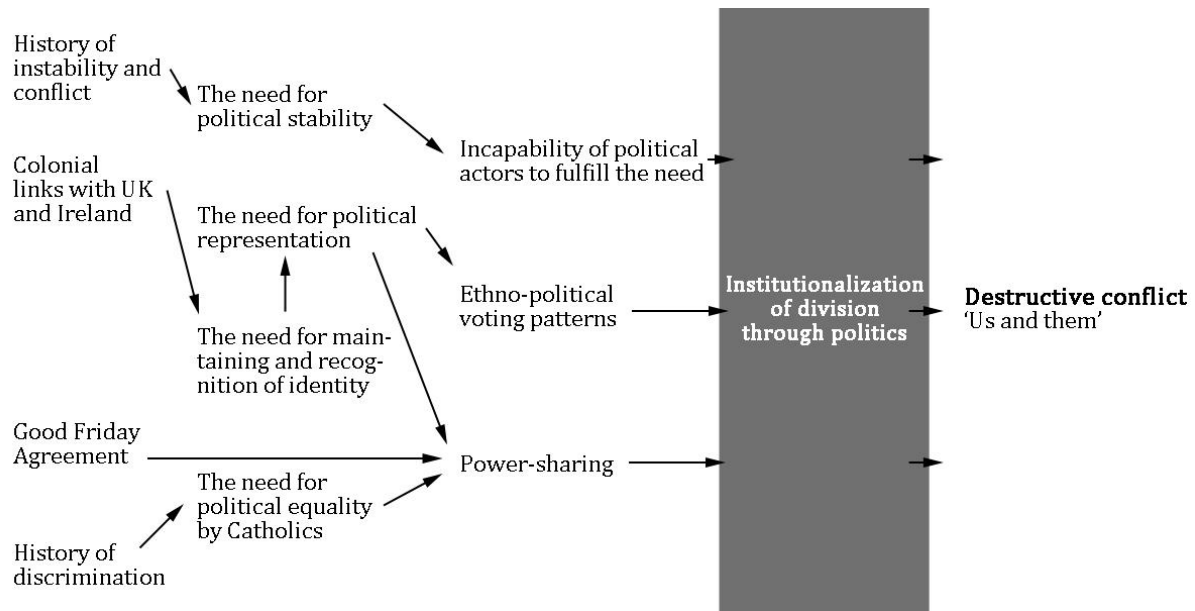 History of
instability and
conflict
The need for
political stability
Incapability of political
actors to fulfill the need
Colonial
links with UK
and Ireland
The need for political
representation
Ethno-political
voting patterns
The need for main-
taining and recog-
nition of identity
Good Friday
Agreement
Power-sharing
The need for
political equality
by Catholics
History of
discrimination
Institutionalization
of division
through politics
Destructive conflict
‘Us and them’